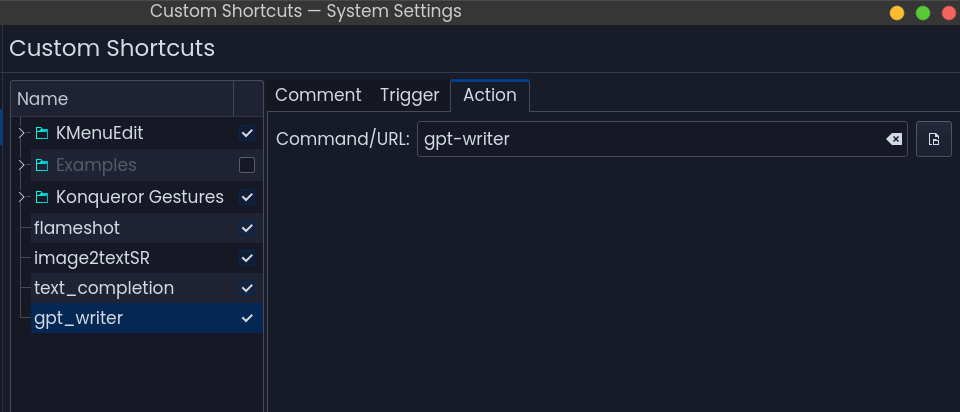 Custom Shortcuts — System Settings
Custom Shortcuts
Name
KMenuEdit
Examples
Konqueror Gestures
flameshot
image2textSR
text_completion
gpt_writer
Comment Trigger Action
Command/URL: gpt-writer